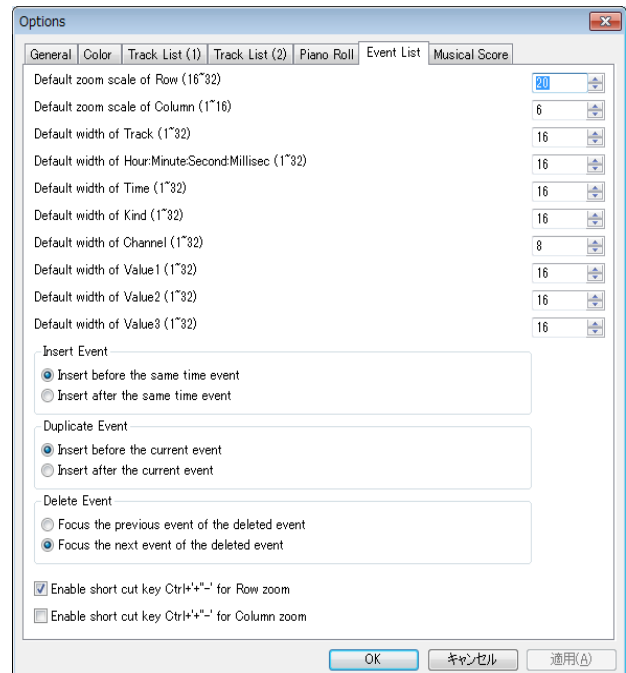 Options
General Color Track List (1) Track List (2) Piano Roll Event List Musical Score
Default zoom scale of Row (16~32) 20
Default zoom scale of Column (1~16) 6
Default width of Track (1~32) 16
Default width of Hour:Minute:Second:Millisec (1~32) 16
Default width of Time (1~32) 16
Default width of Kind (1~32) 16
Default width of Channel (1~32) 8
Default width of Value1 (1~32) 16
Default width of Value2 (1~32) 16
Default width of Value3 (1~32) 16
Insert Event
Insert before the same time event
Insert after the same time event
Duplicate Event
Insert before the current event
Insert after the current event
Delete Event
Focus the previous event of the deleted event
Focus the next event of the deleted event
Enable short cut key Ctrl+'+''-' for Row zoom
Enable short cut key Ctrl+'+''-' for Column zoom
OK キャンセル 適用(A)